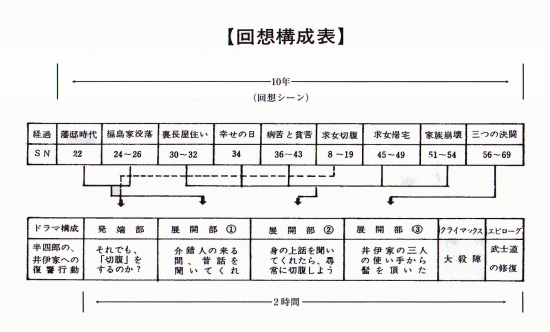 【回想構成表】
10年
(回想シーン)
経過 藩邸時代 福島家没落 裏長屋住い 幸せの日 病苦と貧苦 求女切腹 求女帰宅 家族崩壊 三つの決闘
SN 22 24～26 30～32 34 36～43 8～19 45～49 51～54 56～69
ドラマ構成 発端部 展開部① 展開部② 展開部③ クライマックス エピローグ
半四郎の、
井伊家への
復讐行動
それでも、
「切腹」を
するのか?
介錯人の来る
間、昔話を
聞いてくれ
身の上話を聞い
てくれたら、尋
常に切腹しよう
井伊家の三人
の使い手から
髷を頂いた
大殺陣
武士道
の修復
2時間